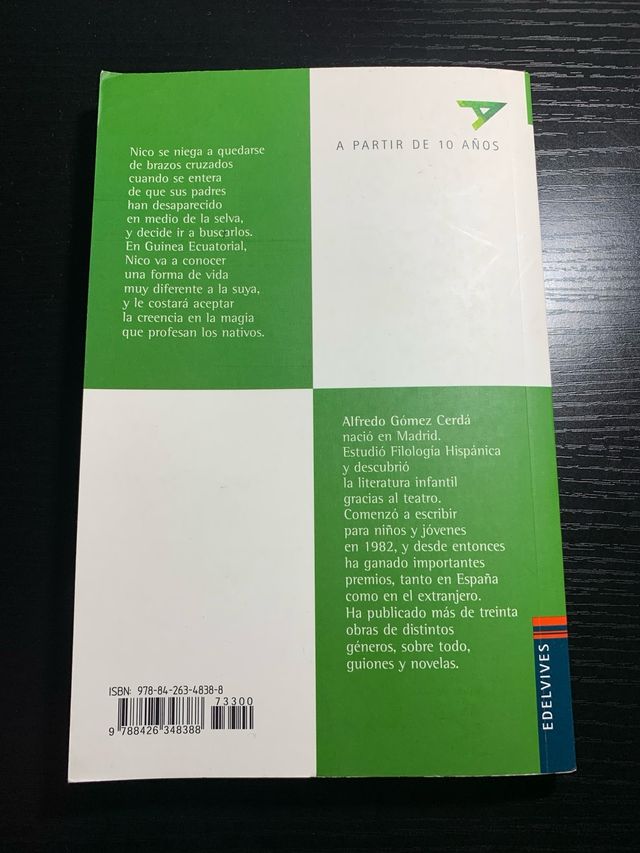 Nico se niega a quedarse
de brazos cruzados
cuando se entera
de que sus padres
han desaparecido
en medio de la selva,
y decide ir a buscarlos.
En Guinea Ecuatorial,
Nico va a conocer
una forma de vida
muy diferente a la suya,
y le costará aceptar
la creencia en la magia
que profesan los nativos.
A PARTIR DE 10 AÑOS
Alfredo Gómez Cerdá
nació en Madrid.
Estudió Filología Hispánica
y descubrió
la literatura infantil
gracias al teatro.
Comenzó a escribir
para niños y jóvenes
en 1982, y desde entonces
ha ganado importantes
premios, tanto en España
como en el extranjero.
Ha publicado más de treinta
obras de distintos
géneros, sobre todo,
guiones y novelas.
ISBN: 978-84-263-4838-8
73300
9 788426 348388
EDELVIVES